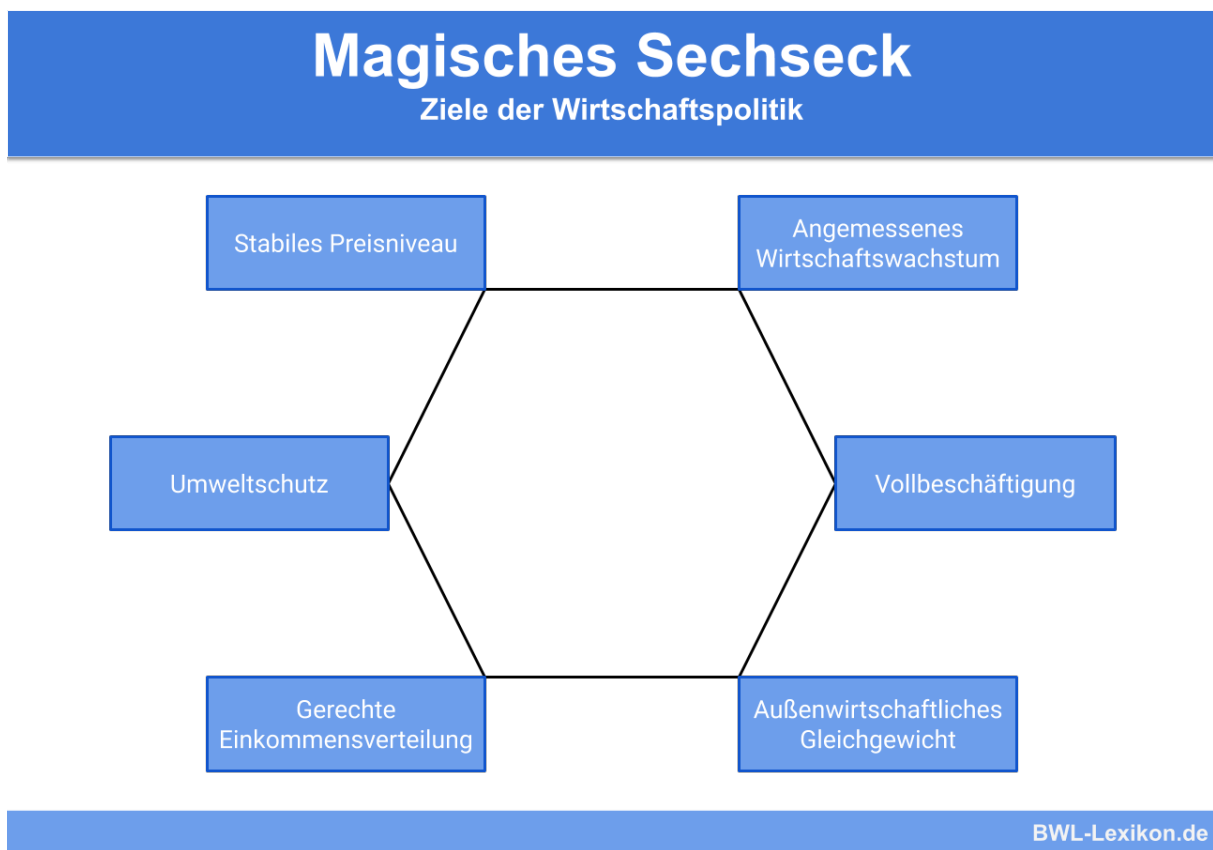 Magisches Sechseck
Ziele der Wirtschaftspolitik
Stabiles Preisniveau
Angemessenes
Wirtschaftswachstum
Umweltschutz
Vollbeschäftigung
Gerechte
Einkommensverteilung
Außenwirtschaftliches
Gleichgewicht
BWL-Lexikon.de